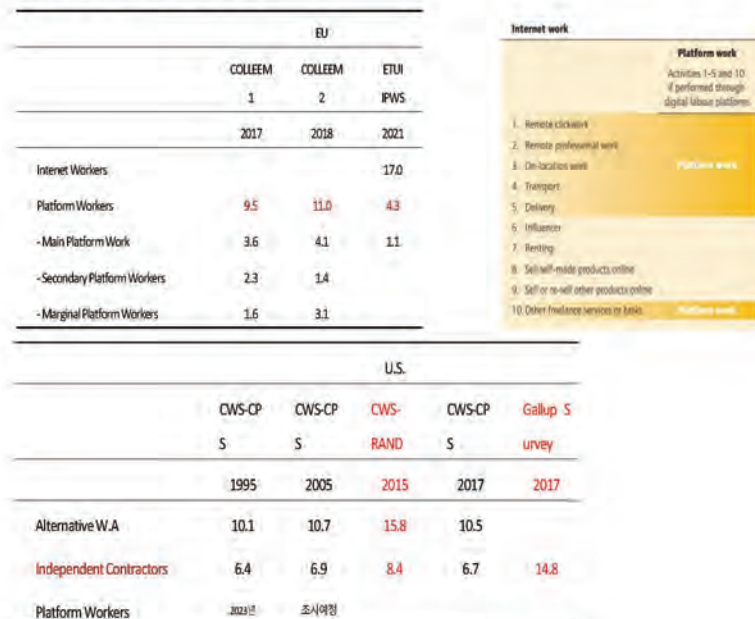 EU
COLLEEM COLLEEM ETUI
1 2 IPWS
2017 2018 2021
Intenet Workers 17.0
Platform Workers 9.5 11.0 4.3
- Main Platform Work 3.6 4.1 1.1
- Secondary Platform Workers 2.3 1.4
- Marginal Platform Workers 1.6 3.1
Internet work
Platform work
Activities 1-5 and 10
if performed through
digital labour platforms
1. Remote clickwork
2. Remote professional work
3. On-location work Platform work
4. Transport
5. Delivery
6. Influencer
7. Renting
8. Sell self-made products online
9. Sell or re-sell other products online
10. Other freelance services or tasks Platform work
U.S.
CWS-CP CWS-CP CWS- CWS-CP Gallup S
S S RAND S urvey
1995 2005 2015 2017 2017
Alternative W.A 10.1 10.7 15.8 10.5
Independent Contractors 6.4 6.9 8.4 6.7 14.8
Platform Workers 2023년 조사예정